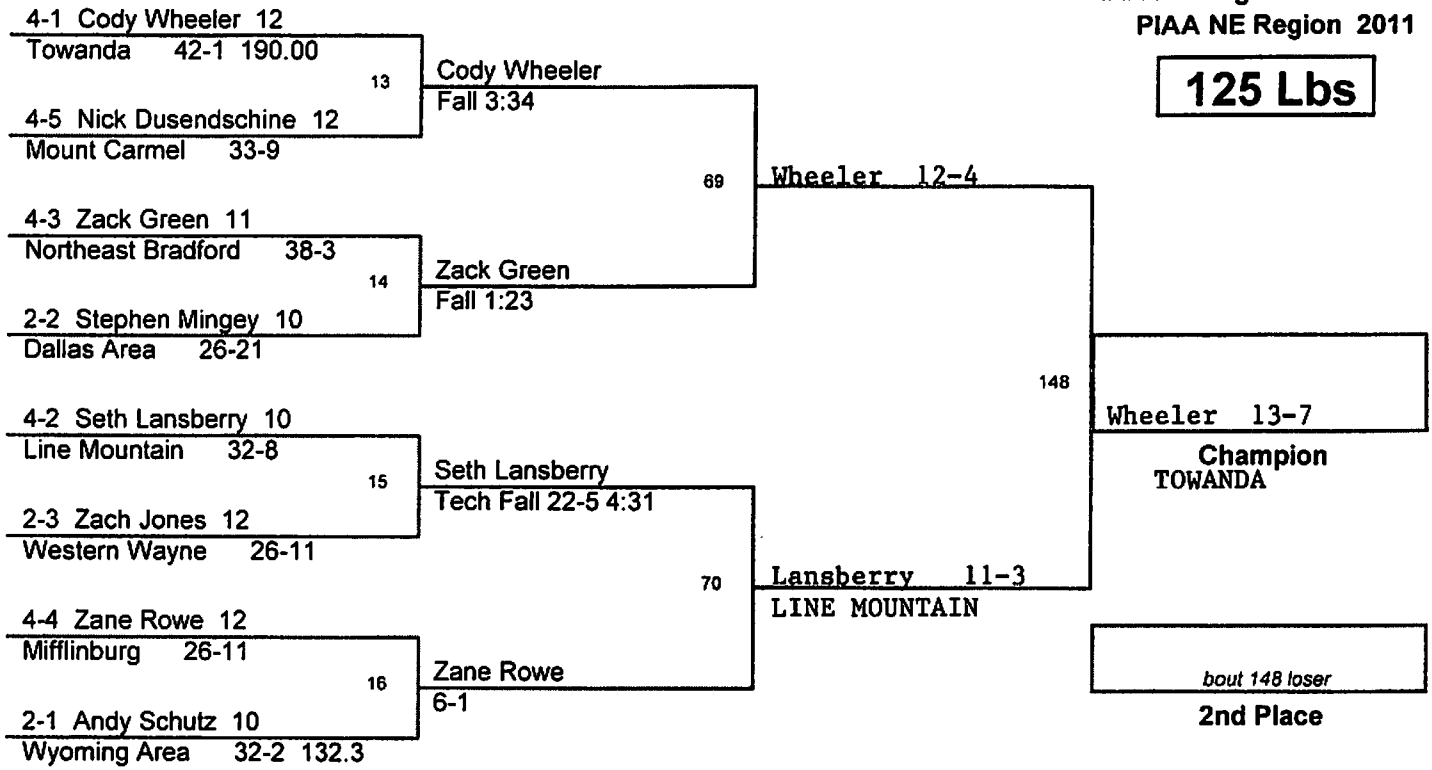 PIAA NE Region 2011
125 Lbs
4-1 Cody Wheeler 12
Towanda 42-1 190.00
13
Cody Wheeler
Fall 3:34
4-5 Nick Dusendschine 12
Mount Carmel 33-9
69
Wheeler 12-4
4-3 Zack Green 11
Northeast Bradford 38-3
14
Zack Green
Fall 1:23
2-2 Stephen Mingey 10
Dallas Area 26-21
148
Wheeler 13-7
Champion
TOWANDA
4-2 Seth Lansberry 10
Line Mountain 32-8
15
Seth Lansberry
Tech Fall 22-5 4:31
2-3 Zach Jones 12
Western Wayne 26-11
70
Lansberry 11-3
LINE MOUNTAIN
4-4 Zane Rowe 12
Mifflinburg 26-11
16
Zane Rowe
6-1
2-1 Andy Schutz 10
Wyoming Area 32-2 132.3
bout 148 loser
2nd Place